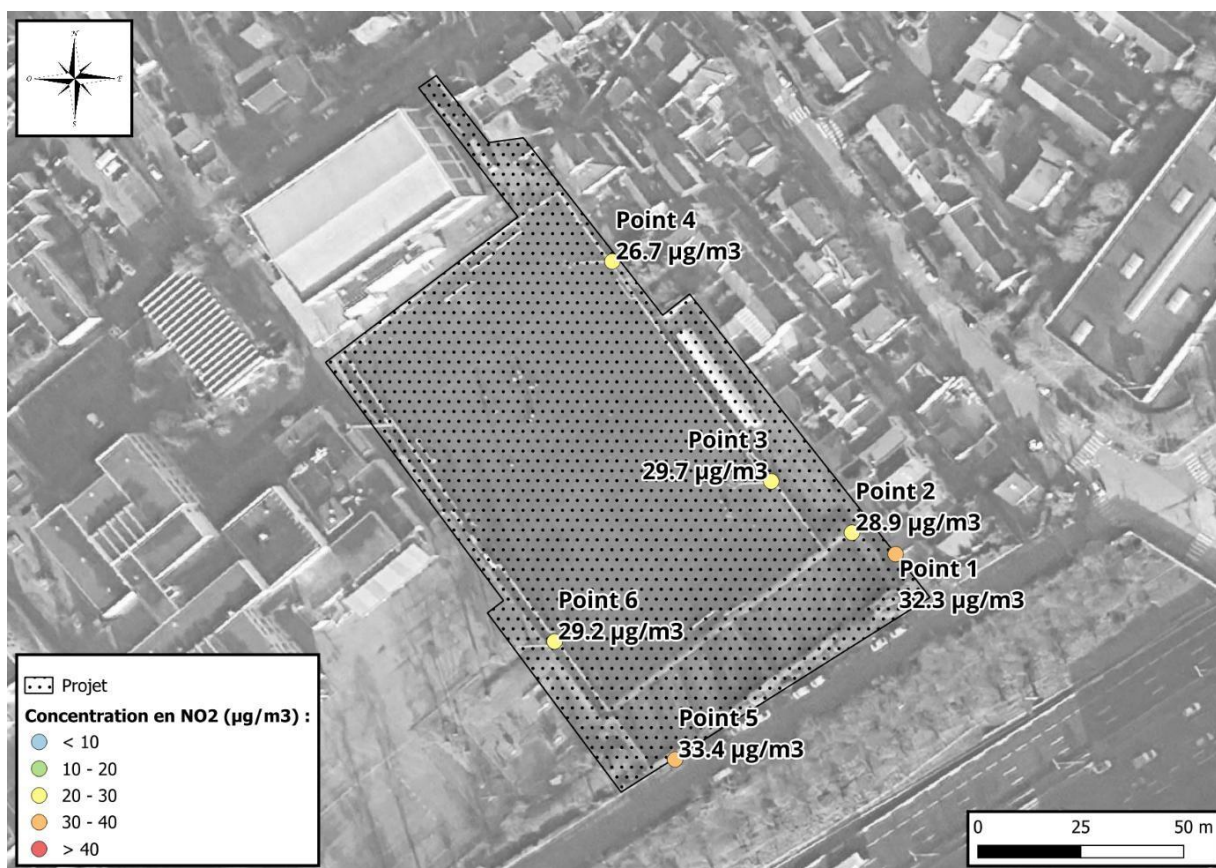 N
O E
S
Point 4
26.7 µg/m3
Point 3
29.7 µg/m3
Point 2
28.9 µg/m3
Point 1
32.3 µg/m3
Point 6
29.2 µg/m3
Point 5
33.4 µg/m3
Projet
Concentration en NO2 (µg/m3) :
< 10
10 - 20
20 - 30
30 - 40
> 40
0 25 50 m